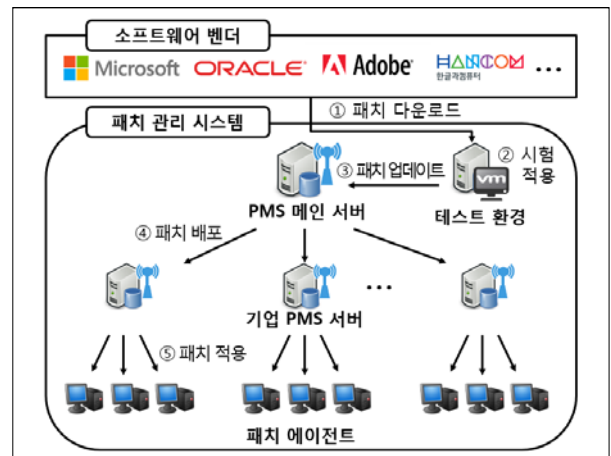 소프트웨어 벤더
Microsoft ORACLE Adobe HANCOM
한글과컴퓨터 ...
① 패치 다운로드
패치 관리 시스템
② 시험
적용
③ 패치 업데이트
vm
PMS 메인 서버
테스트 환경
④ 패치 배포
...
기업 PMS 서버
⑤ 패치 적용
패치 에이전트